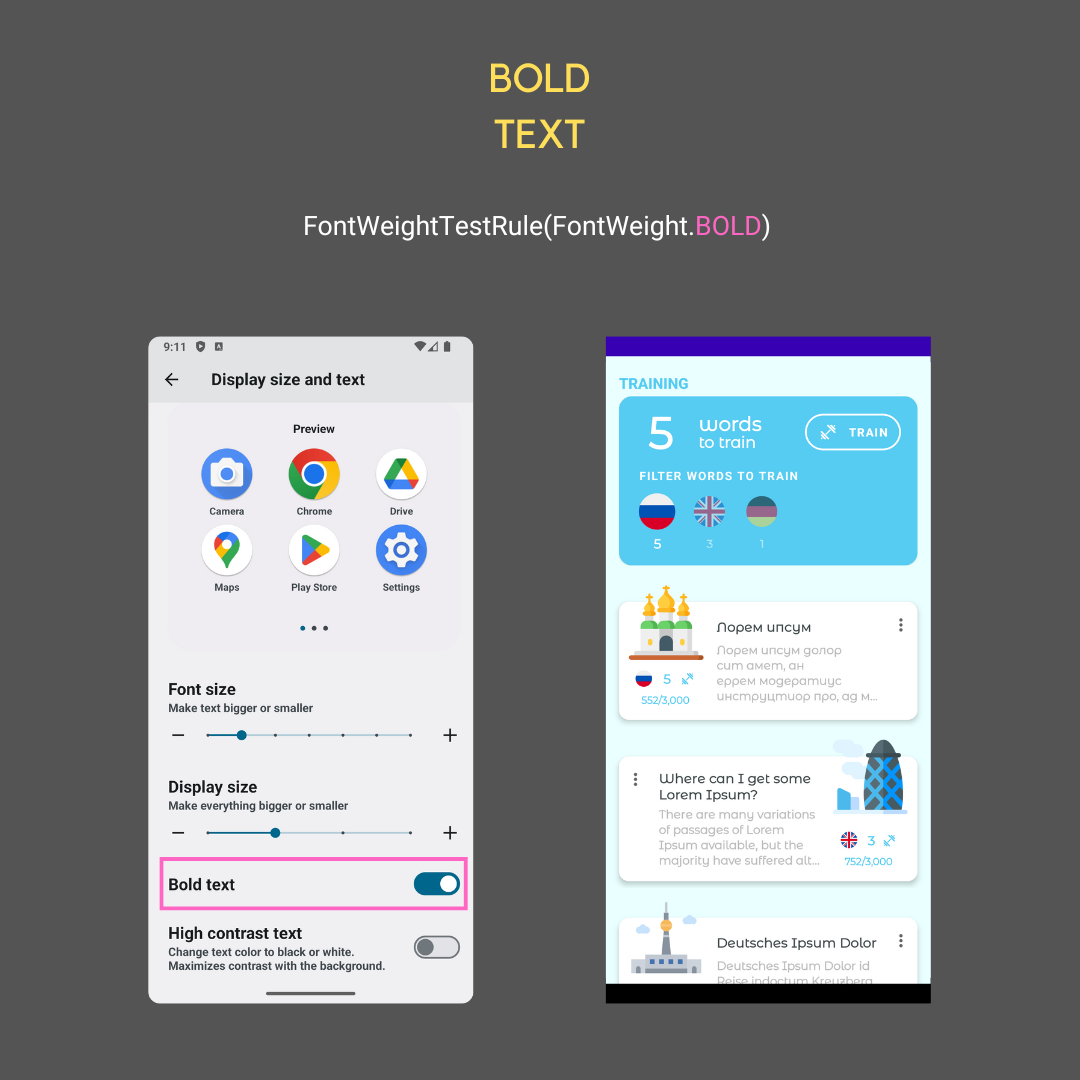 BOLD
TEXT
FontWeightTestRule(FontWeight.BOLD)
9:11
Display size and text
Preview
Camera
Chrome
Drive
Maps
Play Store
Settings
Font size
Make text bigger or smaller
Display size
Make everything bigger or smaller
Bold text
High contrast text
Change text color to black or white.
Maximizes contrast with the background.
TRAINING
5
words
to train
TRAIN
FILTER WORDS TO TRAIN
5
3
1
Лорем ипсум
Лорем ипсум долор
сит амет, ан
еррем модератиус
инструцтиор про, ад м...
5
552/3,000
Where can I get some
Lorem Ipsum?
There are many variations
of passages of Lorem
Ipsum available, but the
majority have suffered alt...
3
752/3,000
Deutsches Ipsum Dolor
Deutsches Ipsum Dolor id
Reise indoctum Kreuzberg